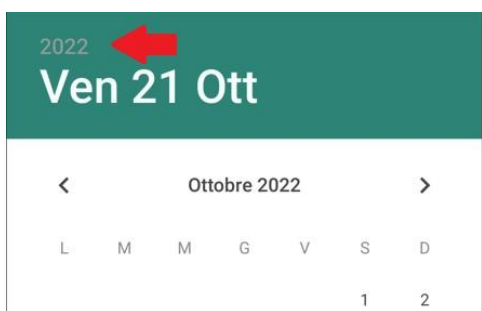 2022
Ven 21 Ott
Ottobre 2022
L M M G V S D
1 2